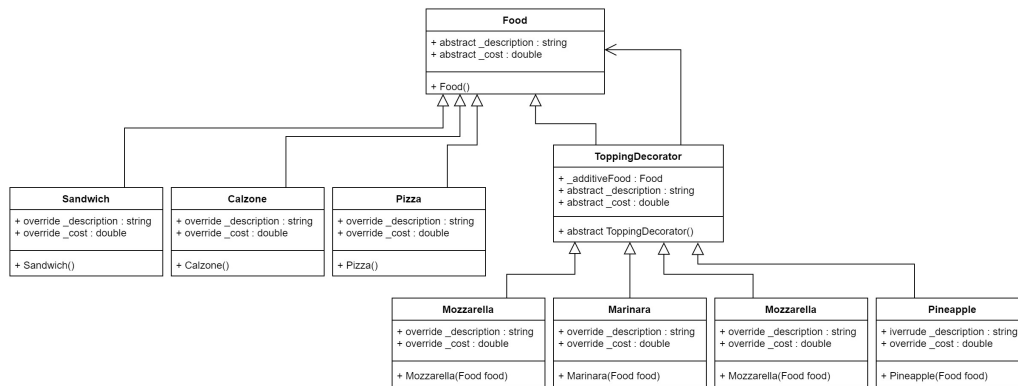 Food
+ abstract _description : string
+ abstract _cost : double
+ Food()
ToppingDecorator
+ _additiveFood : Food
+ abstract _description : string
+ abstract _cost : double
+ abstract ToppingDecorator()
Sandwich
+ override _description : string
+ override _cost : double
+ Sandwich()
Calzone
+ override _description : string
+ override _cost : double
+ Calzone()
Pizza
+ override _description : string
+ override _cost : double
+ Pizza()
Mozzarella
+ override _description : string
+ override _cost : double
+ Mozzarella(Food food)
Marinara
+ override _description : string
+ override _cost : double
+ Marinara(Food food)
Mozzarella
+ override _description : string
+ override _cost : double
+ Mozzarella(Food food)
Pineapple
+ iverrude _description : string
+ override _cost : double
+ Pineapple(Food food)